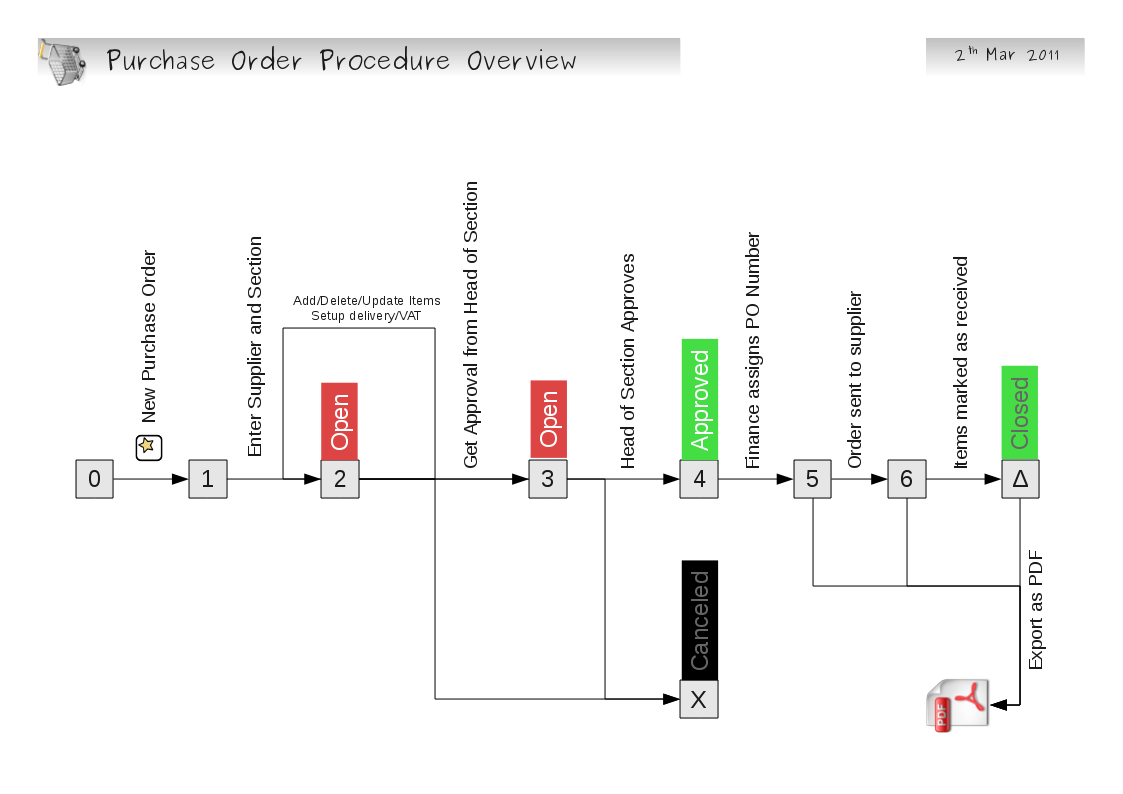 Purchase Order Procedure Overview
2th Mar 2011
New Purchase Order
Enter Supplier and Section
Add/Delete/Update Items
Setup delivery/VAT
Get Approval from Head of Section
Head of Section Approves
Finance assigns PO Number
Order sent to supplier
Items marked as received
Open
Open
Approved
Closed
0
1
2
3
4
5
6
Δ
Canceled
X
Export as PDF
PDF